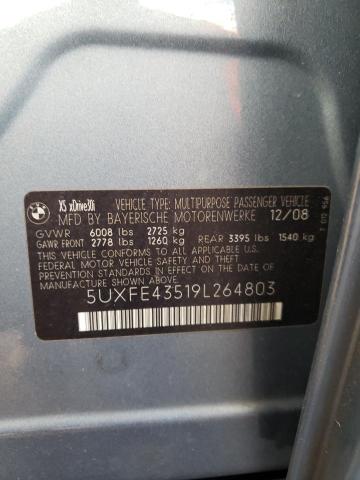 BMW
X5 xDrive30i
VEHICLE TYPE: MULTIPURPOSE PASSENGER VEHICLE
MFD BY BAYERISCHE MOTORENWERKE 12/08
GVWR 6008 lbs 2725 kg
GAWR FRONT 2778 lbs 1260 kg REAR 3395 lbs 1540 kg
THIS VEHICLE CONFORMS TO ALL APPLICABLE U.S.
FEDERAL MOTOR VEHICLE SAFETY AND THEFT
PREVENTION STANDARDS IN EFFECT ON THE DATE
OF MANUFACTURE SHOWN ABOVE.
5UXFE43519L264803